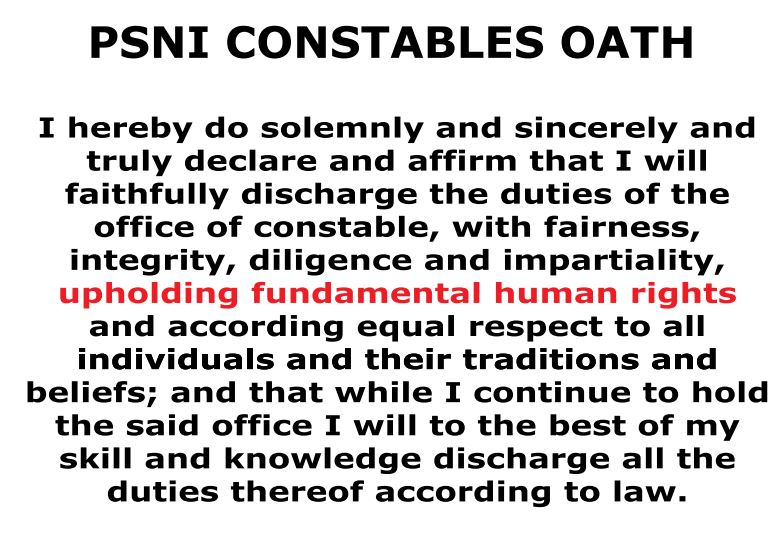 PSNI CONSTABLES OATH
I hereby do solemnly and sincerely and
truly declare and affirm that I will
faithfully discharge the duties of the
office of constable, with fairness,
integrity, diligence and impartiality,
upholding fundamental human rights
and according equal respect to all
individuals and their traditions and
beliefs; and that while I continue to hold
the said office I will to the best of my
skill and knowledge discharge all the
duties thereof according to law.